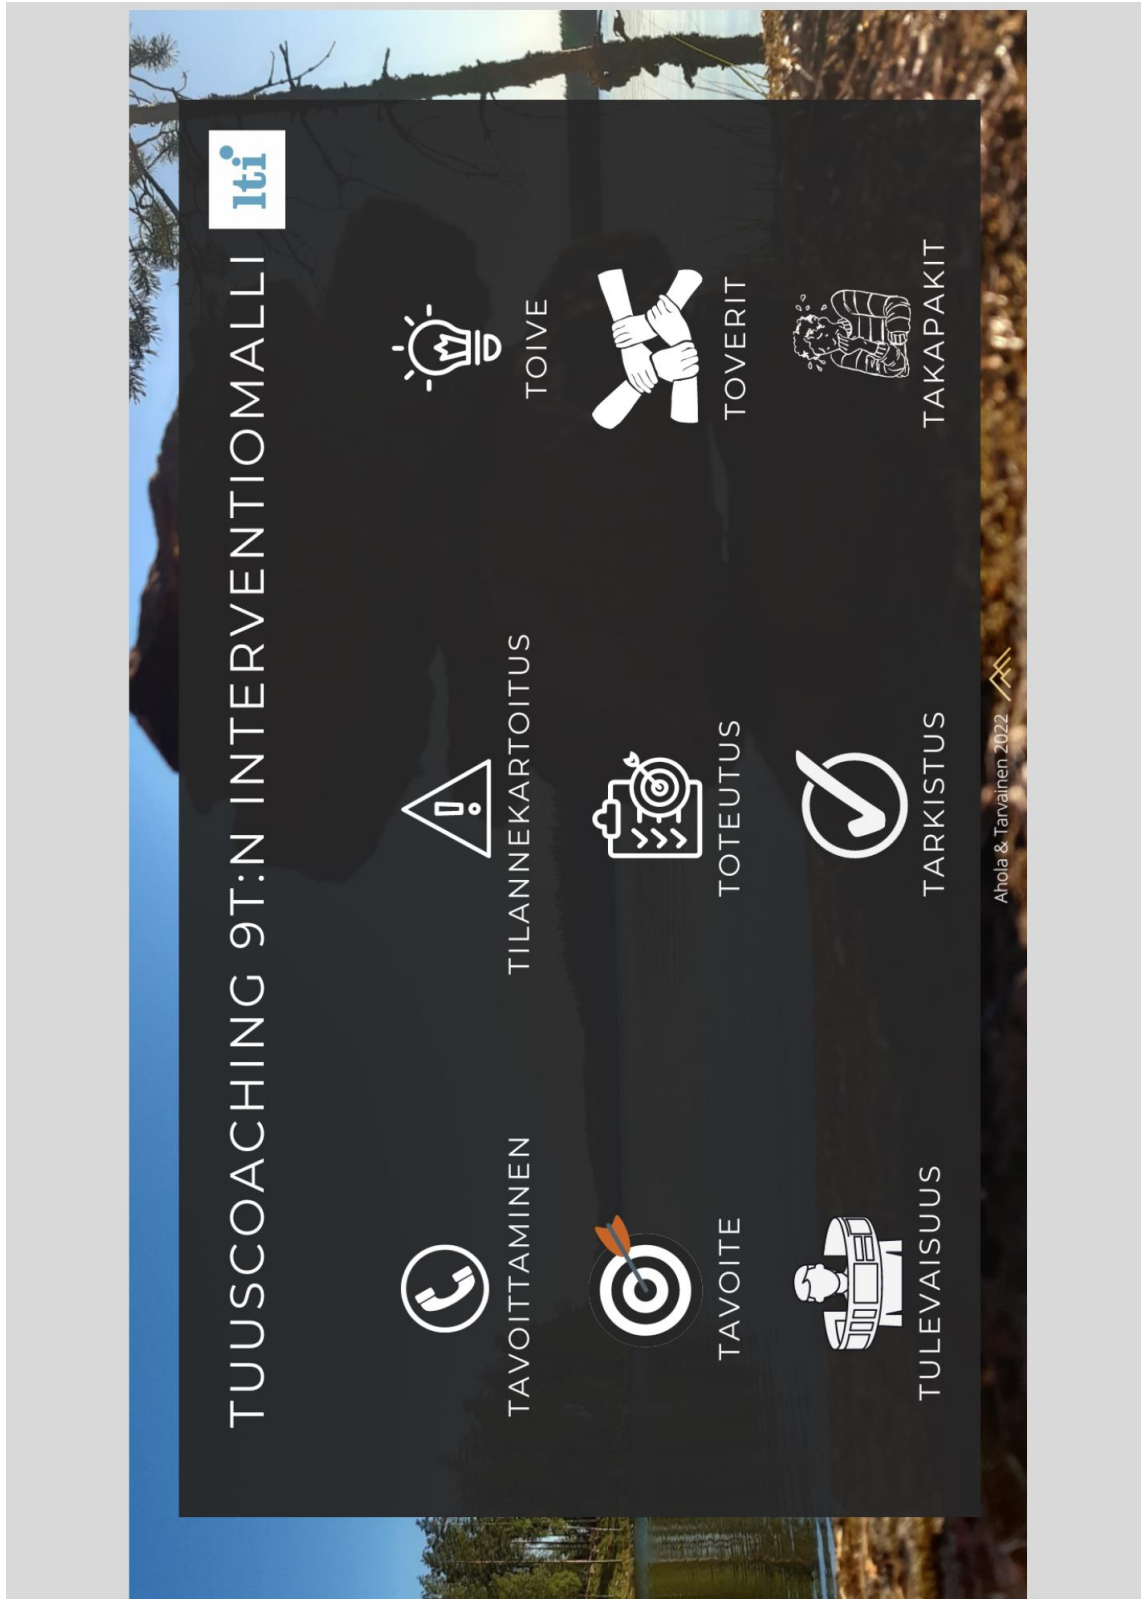 TUUSCOACHING 9T:N INTERVENTIOMALLI
lti
TAVOITTAMINEN
TILANNEKARTOITUS
TOIVE
TAVOITE
TOTEUTUS
TOVERIT
TULEVAISUUS
TARKISTUS
TAKAPAKIT
Ahola & Tarvainen 2022